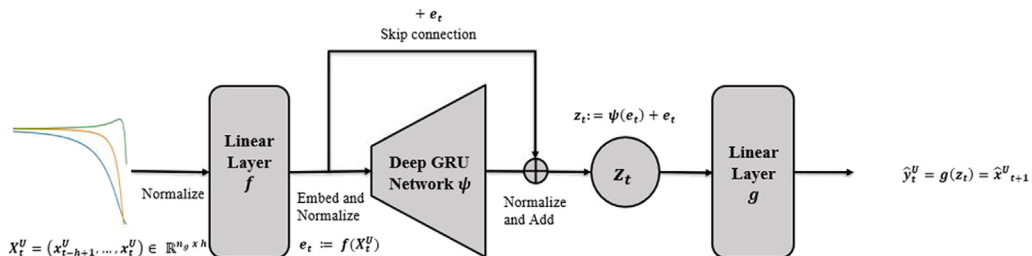 + e_t
Skip connection
z_t := ψ(e_t) + e_t
Linear
Layer
f
Deep GRU
Network ψ
z_t
Linear
Layer
g
Normalize
Embed and
Normalize
Normalize
and Add
ŷ_t^U = g(z_t) = x̂^U_{t+1}
X_t^U = (x_{t-h+1}^U, ..., x_t^U) ∈ ℝ^{n_g x h}
e_t := f(X_t^U)